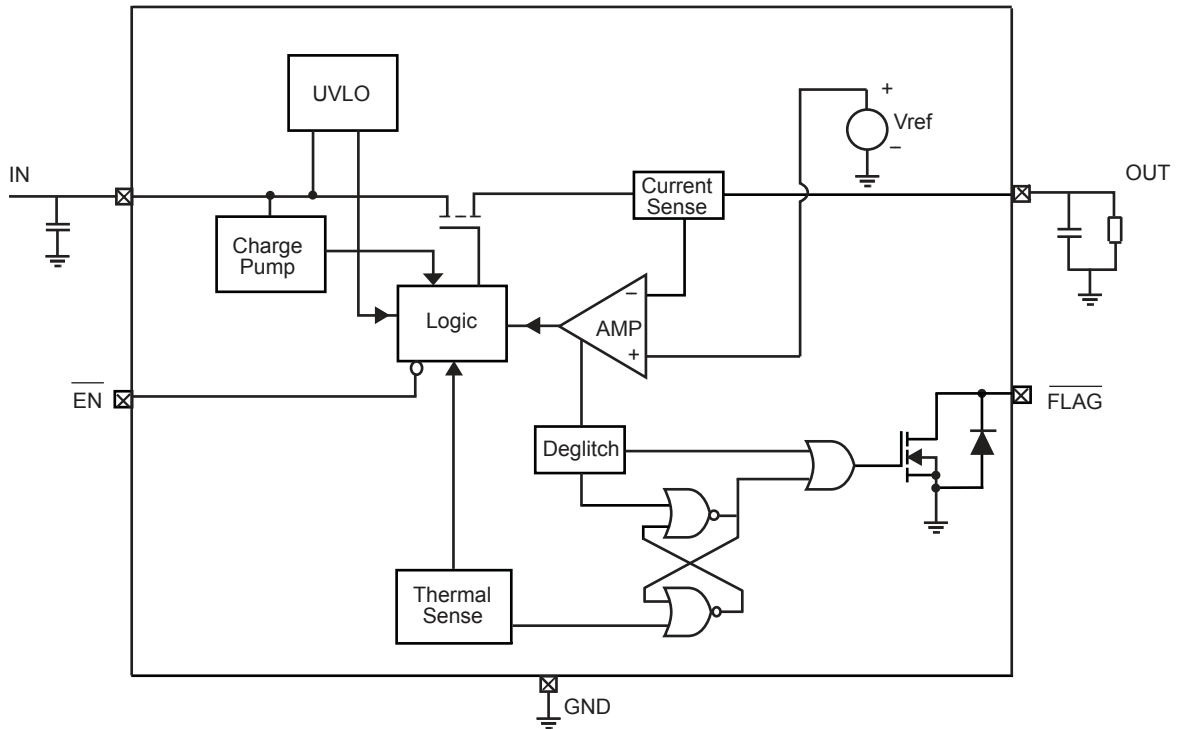 UVLO
+
Vref
–
IN
Current
Sense
OUT
Charge
Pump
Logic
–
AMP
+
EN
FLAG
Deglitch
Thermal
Sense
GND